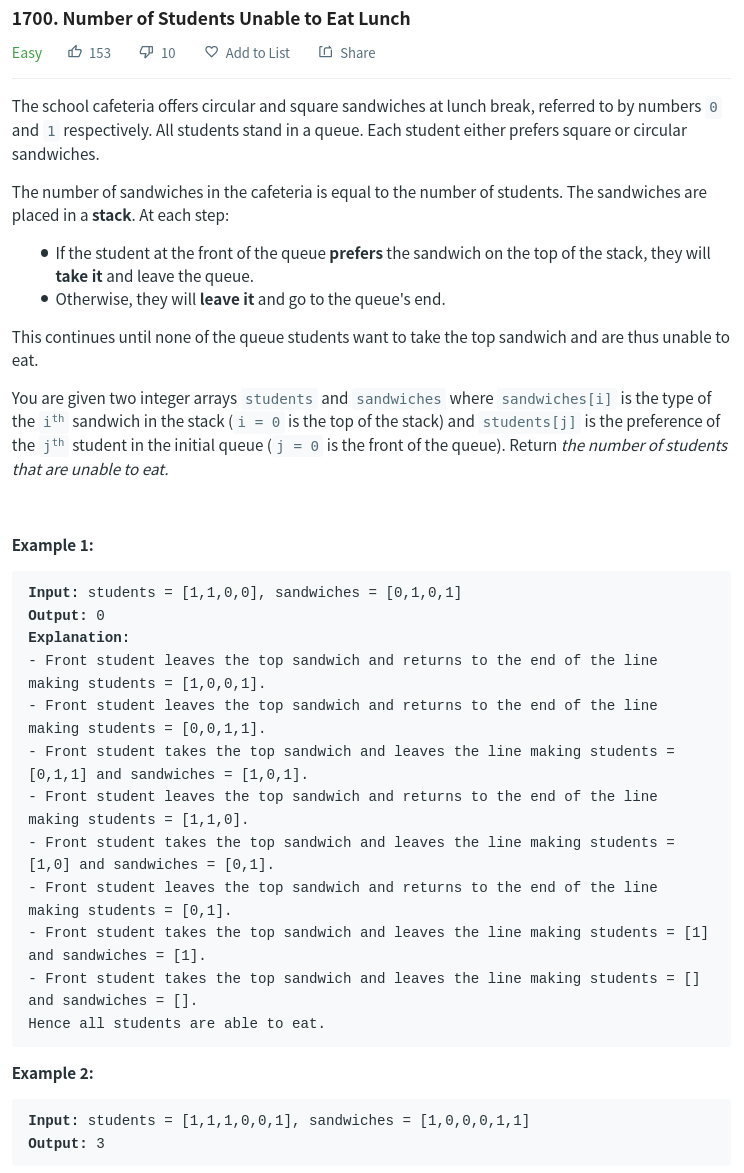 1700. Number of Students Unable to Eat Lunch
Easy 153 10 Add to List Share
The school cafeteria offers circular and square sandwiches at lunch break, referred to by numbers 0
and 1 respectively. All students stand in a queue. Each student either prefers square or circular
sandwiches.
The number of sandwiches in the cafeteria is equal to the number of students. The sandwiches are
placed in a stack. At each step:
• If the student at the front of the queue prefers the sandwich on the top of the stack, they will
take it and leave the queue.
• Otherwise, they will leave it and go to the queue's end.
This continues until none of the queue students want to take the top sandwich and are thus unable to
eat.
You are given two integer arrays students and sandwiches where sandwiches[i] is the type of
the iᵗʰ sandwich in the stack ( i = 0 is the top of the stack) and students[j] is the preference of
the jᵗʰ student in the initial queue ( j = 0 is the front of the queue). Return the number of students
that are unable to eat.
Example 1:
Input: students = [1,1,0,0], sandwiches = [0,1,0,1]
Output: 0
Explanation:
- Front student leaves the top sandwich and returns to the end of the line
making students = [1,0,0,1].
- Front student leaves the top sandwich and returns to the end of the line
making students = [0,0,1,1].
- Front student takes the top sandwich and leaves the line making students =
[0,1,1] and sandwiches = [1,0,1].
- Front student leaves the top sandwich and returns to the end of the line
making students = [1,1,0].
- Front student takes the top sandwich and leaves the line making students =
[1,0] and sandwiches = [0,1].
- Front student leaves the top sandwich and returns to the end of the line
making students = [0,1].
- Front student takes the top sandwich and leaves the line making students = [1]
and sandwiches = [1].
- Front student takes the top sandwich and leaves the line making students = []
and sandwiches = [].
Hence all students are able to eat.
Example 2:
Input: students = [1,1,1,0,0,1], sandwiches = [1,0,0,0,1,1]
Output: 3